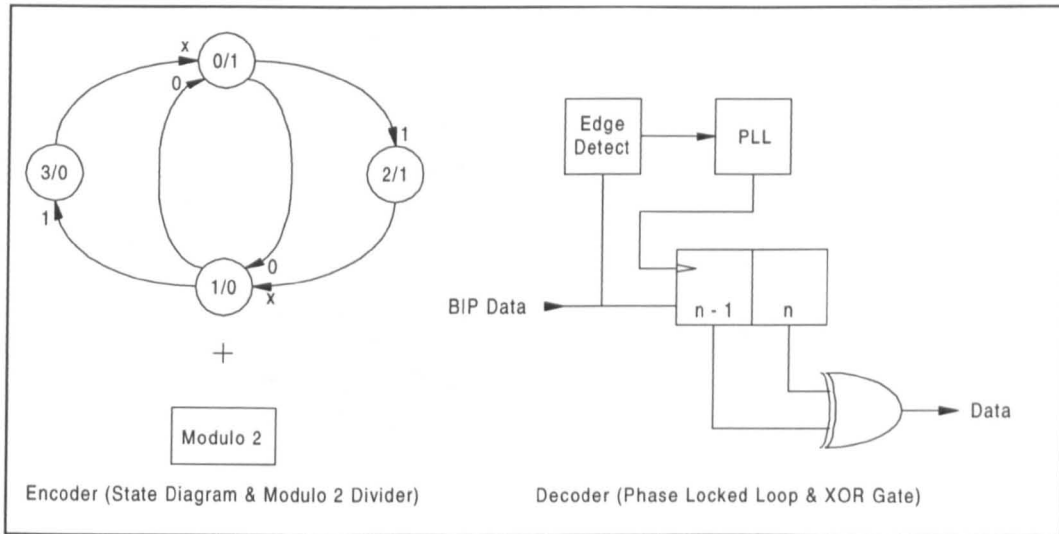 x
0/1
0
1
3/0
2/1
1
0
1/0
x
+
Modulo 2
Encoder (State Diagram & Modulo 2 Divider)
Edge
Detect
PLL
BIP Data
n - 1
n
Data
Decoder (Phase Locked Loop & XOR Gate)